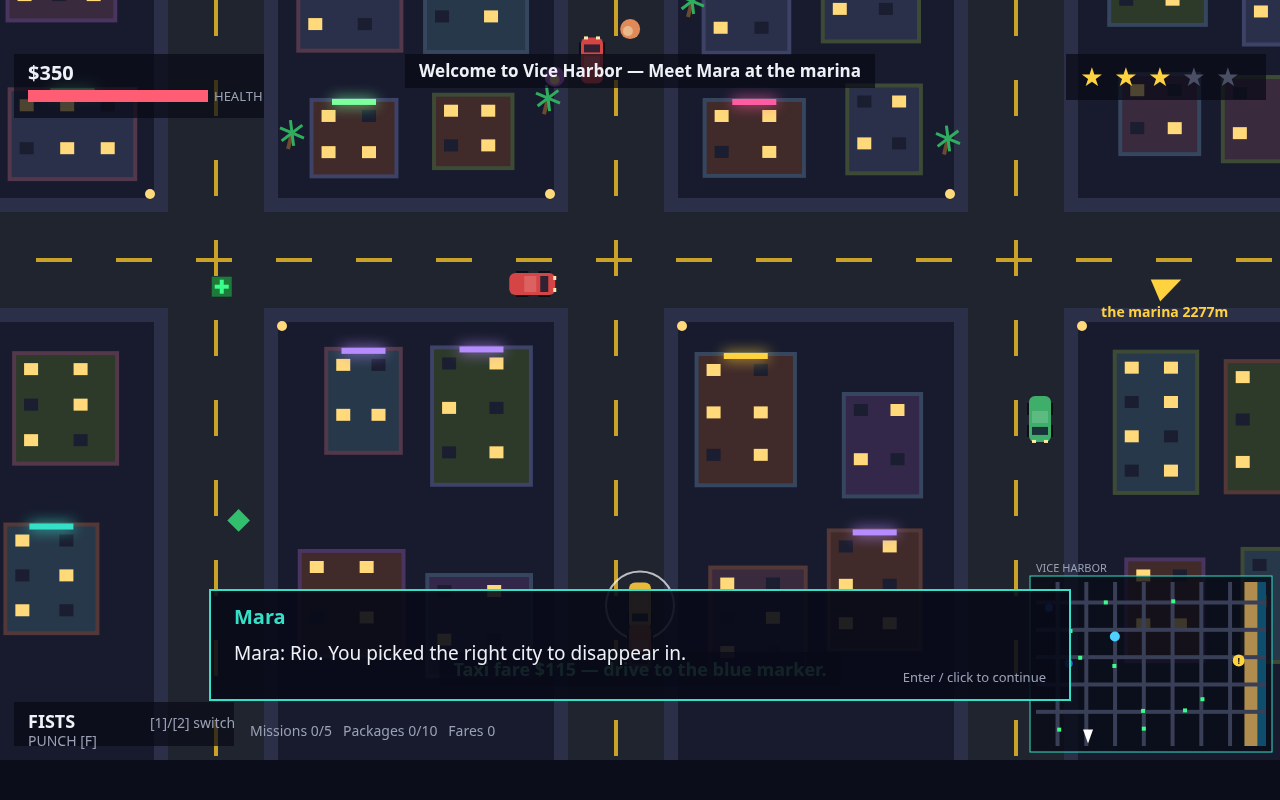 $350
HEALTH
Welcome to Vice Harbor — Meet Mara at the marina
the marina 2277m
VICE HARBOR
!
Mara
Mara: Rio. You picked the right city to disappear in.
Taxi fare $115 — drive to the blue marker.
Enter / click to continue
FISTS
[1]/[2] switch
PUNCH [F]
Missions 0/5 Packages 0/10 Fares 0